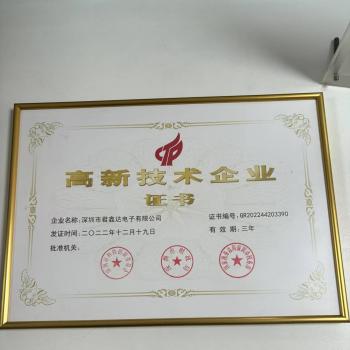 高新技术企业
证书
企业名称:深圳市君鑫达电子有限公司 证书编号:GR202244203390
发证时间:二〇二二年十二月十九日 有 效 期:三年
批准机关: